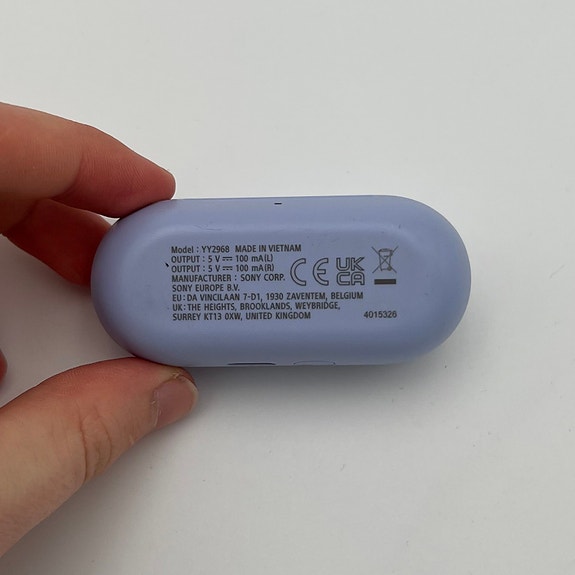 Model : YY2968 MADE IN VIETNAM
OUTPUT : 5 V ⎓ 100 mA(L)
OUTPUT : 5 V ⎓ 100 mA(R)
MANUFACTURER : SONY CORP.
SONY EUROPE B.V.
EU : DA VINCILAAN 7-D1, 1930 ZAVENTEM, BELGIUM
UK : THE HEIGHTS, BROOKLANDS, WEYBRIDGE,
SURREY KT13 0XW, UNITED KINGDOM
CE
UK
CA
4015326